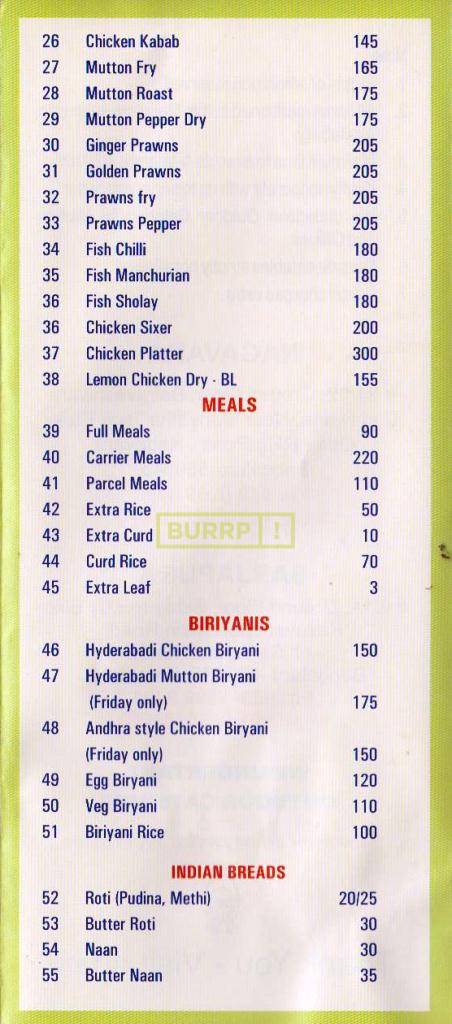 26 Chicken Kabab 145
27 Mutton Fry 165
28 Mutton Roast 175
29 Mutton Pepper Dry 175
30 Ginger Prawns 205
31 Golden Prawns 205
32 Prawns fry 205
33 Prawns Pepper 205
34 Fish Chilli 180
35 Fish Manchurian 180
36 Fish Sholay 180
36 Chicken Sixer 200
37 Chicken Platter 300
38 Lemon Chicken Dry - BL 155
MEALS
39 Full Meals 90
40 Carrier Meals 220
41 Parcel Meals 110
42 Extra Rice 50
43 Extra Curd 10
BURRP !
44 Curd Rice 70
45 Extra Leaf 3
BIRIYANIS
46 Hyderabadi Chicken Biryani 150
47 Hyderabadi Mutton Biryani
(Friday only) 175
48 Andhra style Chicken Biryani
(Friday only) 150
49 Egg Biryani 120
50 Veg Biryani 110
51 Biriyani Rice 100
INDIAN BREADS
52 Roti (Pudina, Methi) 20/25
53 Butter Roti 30
54 Naan 30
55 Butter Naan 35